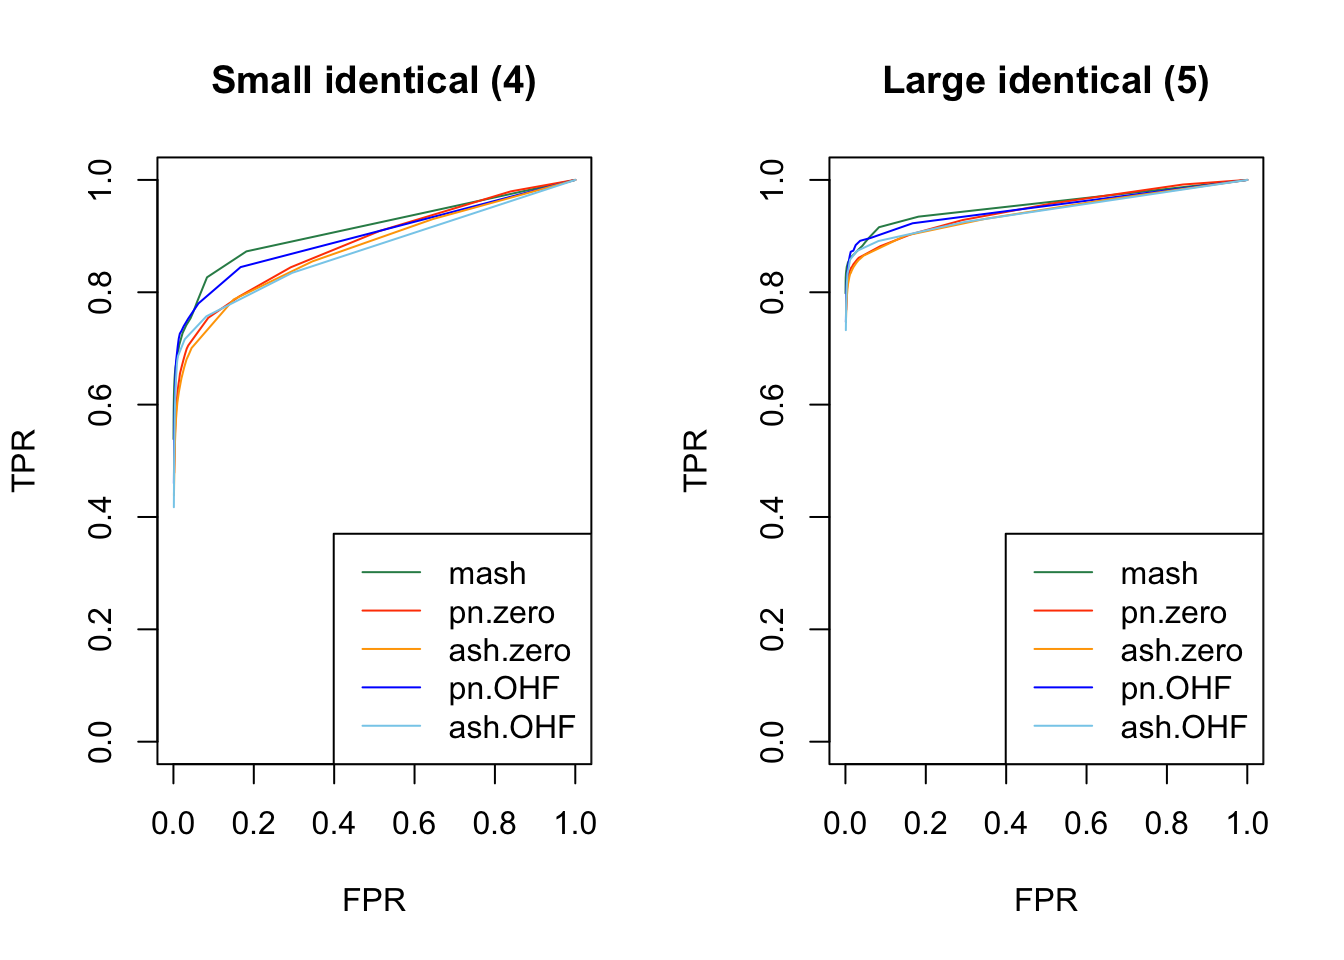 Small identical (4)
TPR
1.0
0.8
0.6
0.4
0.2
0.0
mash
pn.zero
ash.zero
pn.OHF
ash.OHF
0.0 0.2 0.4 0.6 0.8 1.0
FPR
Large identical (5)
TPR
1.0
0.8
0.6
0.4
0.2
0.0
mash
pn.zero
ash.zero
pn.OHF
ash.OHF
0.0 0.2 0.4 0.6 0.8 1.0
FPR